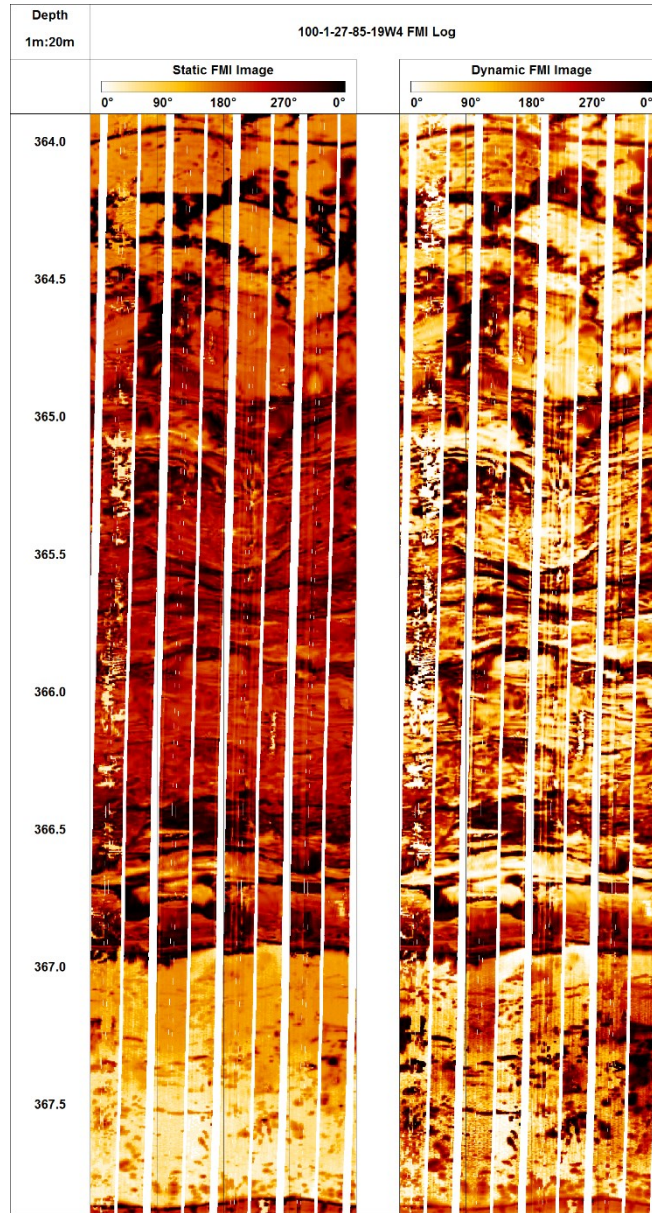 Depth
1m:20m
100-1-27-85-19W4 FMI Log
Static FMI Image
0° 90° 180° 270° 0°
Dynamic FMI Image
0° 90° 180° 270° 0°
364.0
364.5
365.0
365.5
366.0
366.5
367.0
367.5